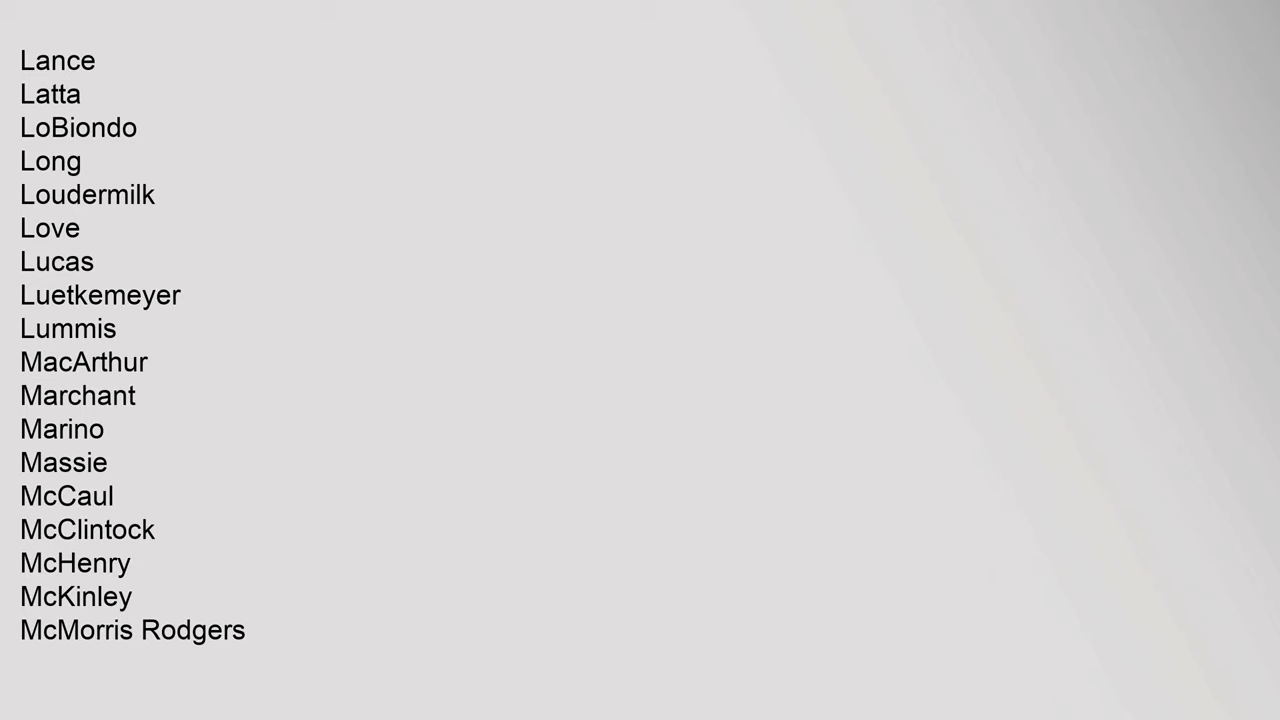 Lance
Latta
LoBiondo
Long
Loudermilk
Love
Lucas
Luetkemeyer
Lummis
MacArthur
Marchant
Marino
Massie
McCaul
McClintock
McHenry
McKinley
McMorris Rodgers